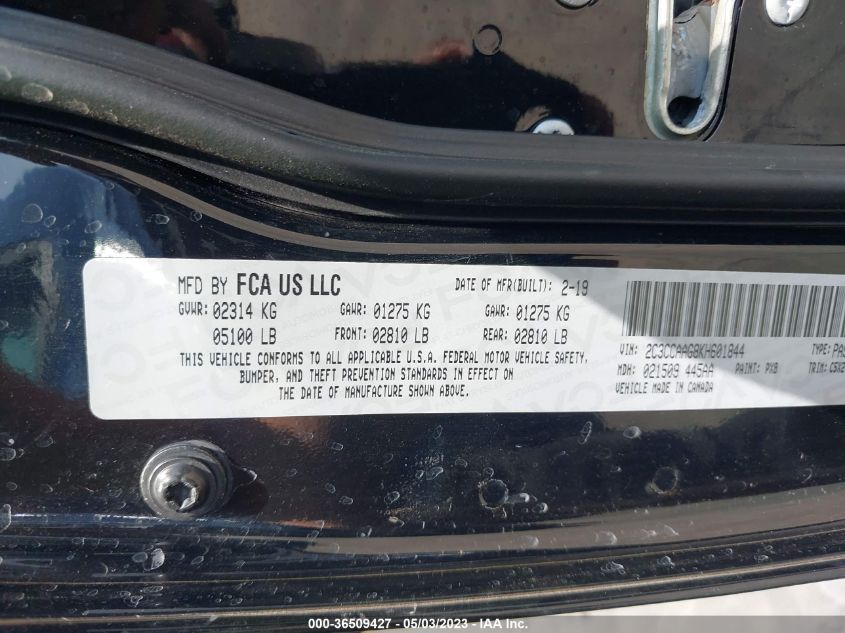 MFD BY FCA US LLC DATE OF MFR(BUILT): 2-19
GVWR: 02314 KG GAWR: 01275 KG GAWR: 01275 KG
05100 LB FRONT: 02810 LB REAR: 02810 LB
THIS VEHICLE CONFORMS TO ALL APPLICABLE U.S.A. FEDERAL MOTOR VEHICLE SAFETY,
BUMPER, AND THEFT PREVENTION STANDARDS IN EFFECT ON
THE DATE OF MANUFACTURE SHOWN ABOVE.
VIN: 2C3CCAAG8KH601844 TYPE: PAS
MDH: 021509 445AA PAINT: PX8 TRIM: C5X2
VEHICLE MADE IN CANADA
000-36509427 - 05/03/2023 - IAA Inc.